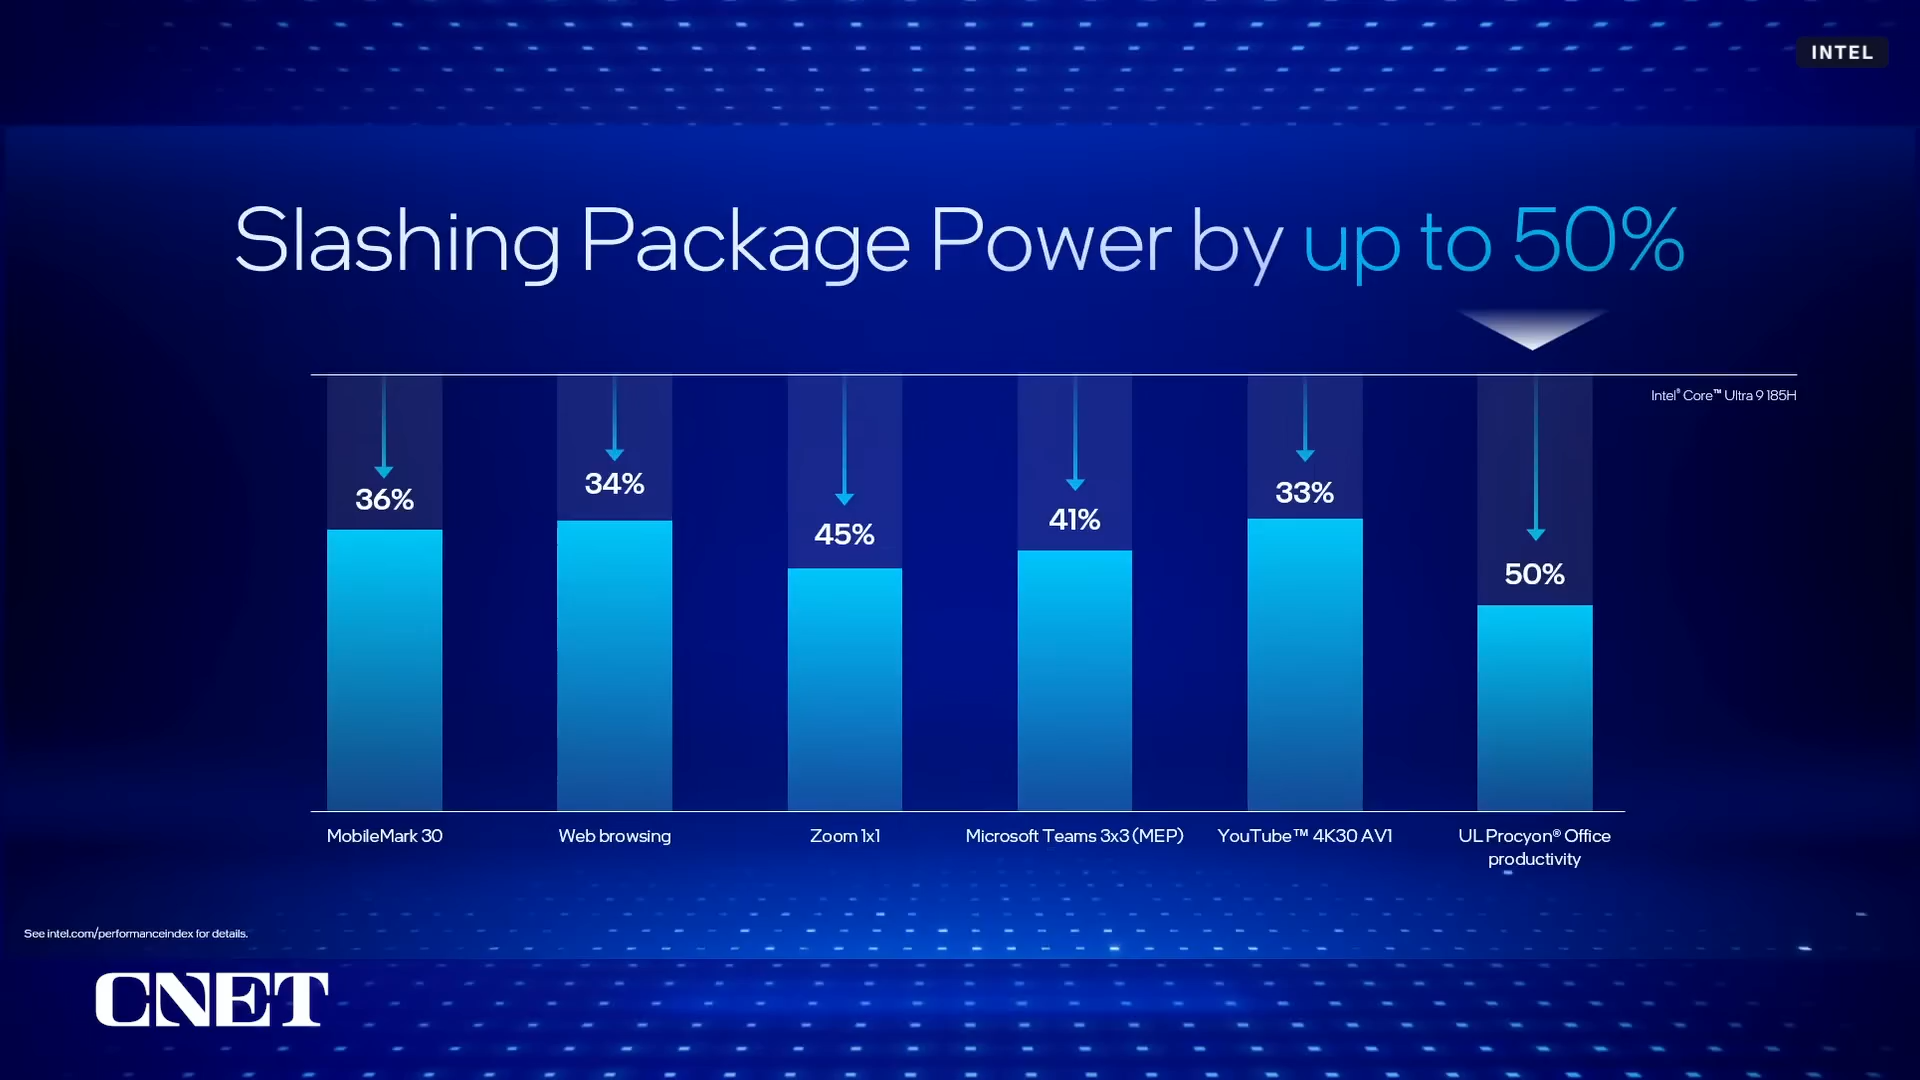 INTEL
Slashing Package Power by up to 50%
Intel® Core™ Ultra 9 185H
36%
34%
45%
41%
33%
50%
MobileMark 30
Web browsing
Zoom 1x1
Microsoft Teams 3x3 (MEP)
YouTube™ 4K30 AV1
UL Procyon® Office
productivity
See intel.com/performanceindex for details.
CNET